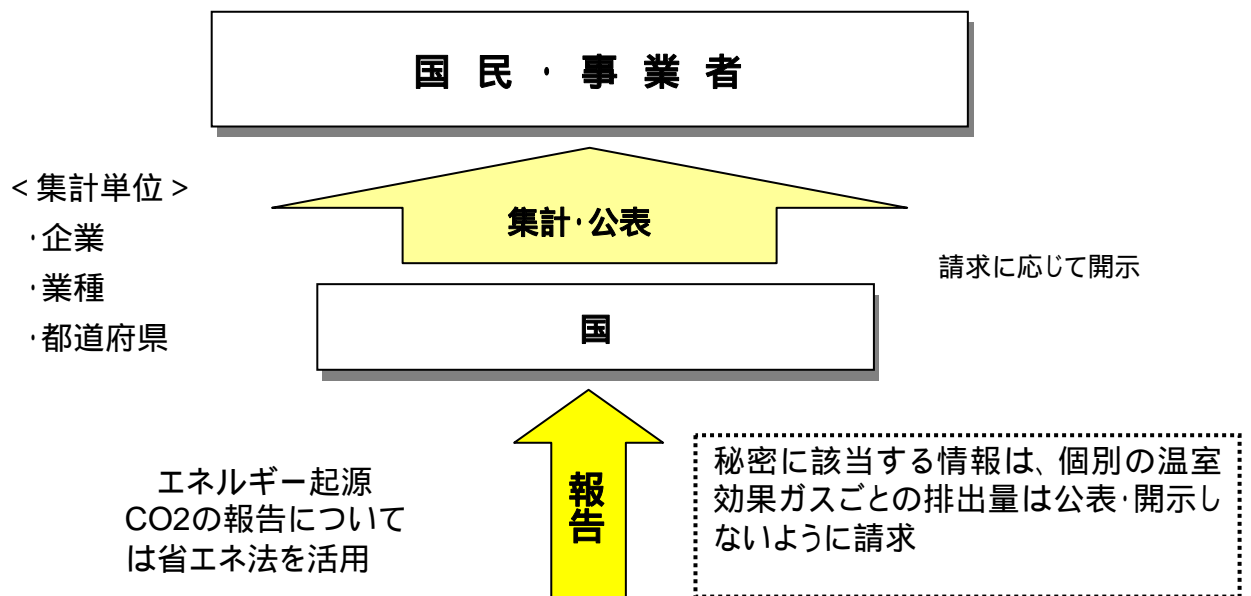 国 民 ・ 事 業 者
＜集計単位＞
・企業
・業種
・都道府県
集計・公表
請求に応じて開示
国
エネルギー起源
CO2の報告について
は省エネ法を活用
報告
秘密に該当する情報は、個別の温室
効果ガスごとの排出量は公表・開示し
ないように請求